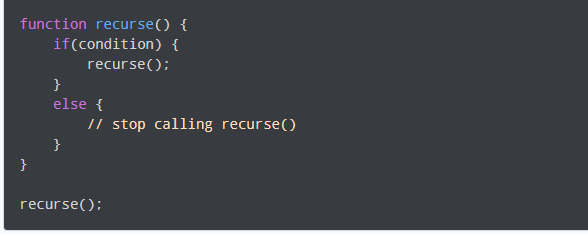 function recurse() {
    if(condition) {
        recurse();
    }
    else {
        // stop calling recurse()
    }
}

recurse();